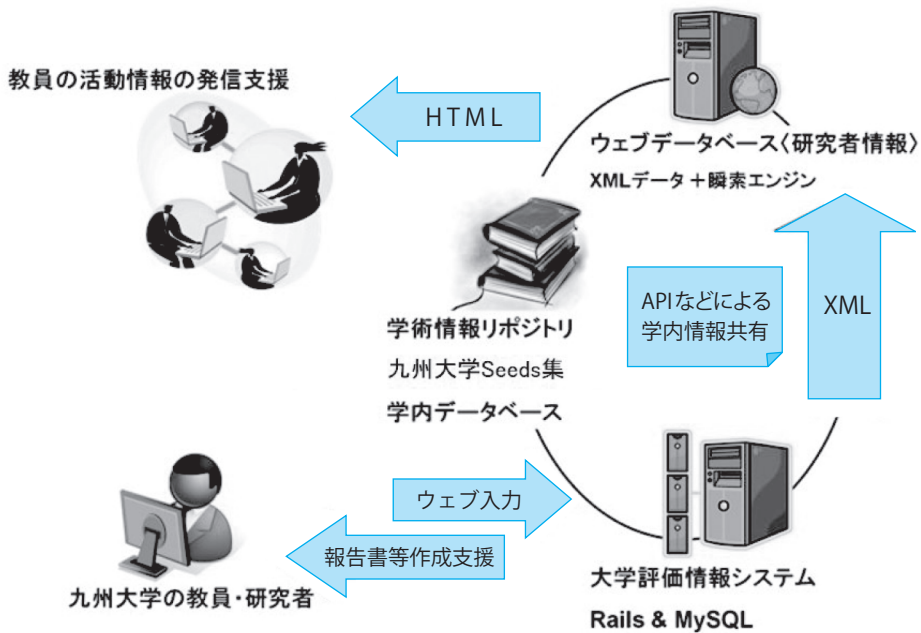 教員の活動情報の発信支援
HTML
ウェブデータベース〈研究者情報〉
XMLデータ＋瞬索エンジン
学術情報リポジトリ
九州大学Seeds集
学内データベース
APIなどによる
学内情報共有
XML
ウェブ入力
報告書等作成支援
九州大学の教員・研究者
大学評価情報システム
Rails & MySQL